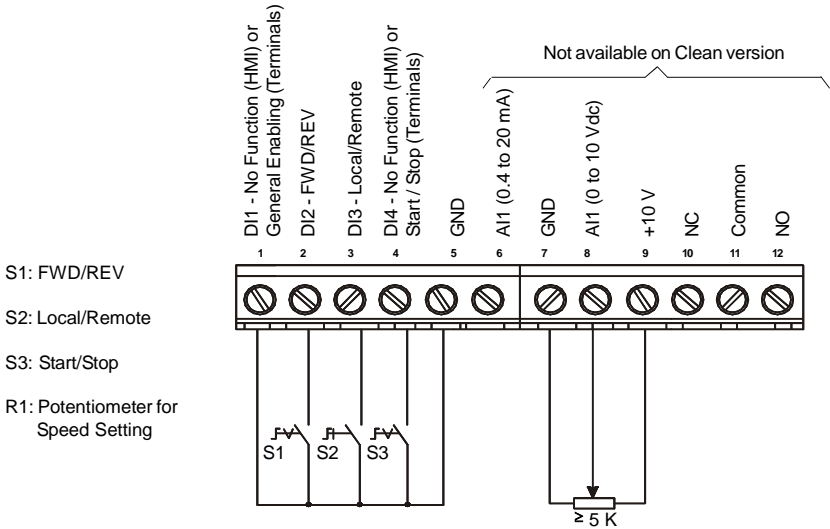 Not available on Clean version
DI1 - No Function (HMI) or
General Enabling (Terminals)
DI2 - FWD/REV
DI3 - Local/Remote
DI4 - No Function (HMI) or
Start / Stop (Terminals)
GND
AI1 (0.4 to 20 mA)
GND
AI1 (0 to 10 Vdc)
+10 V
NC
Common
NO
1 2 3 4 5 6 7 8 9 10 11 12
S1: FWD/REV
S2: Local/Remote
S3: Start/Stop
R1: Potentiometer for
Speed Setting
S1 S2 S3
≥ 5 K